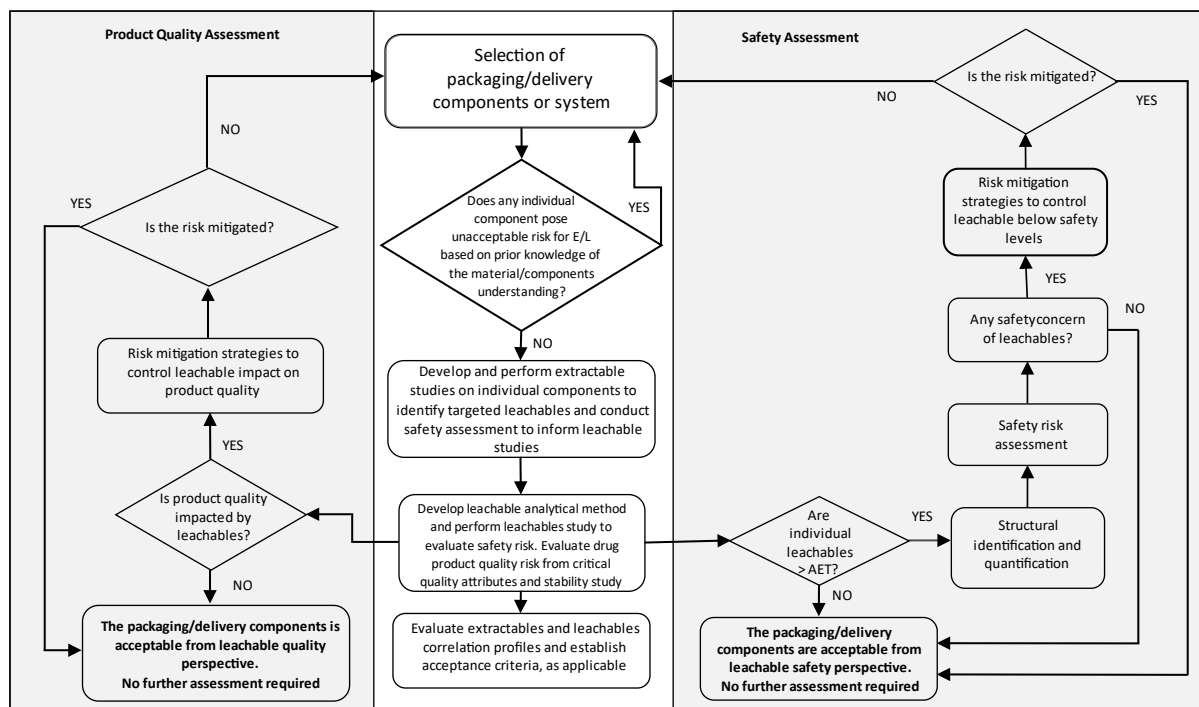 Product Quality Assessment
NO
YES
Is the risk mitigated?
Risk mitigation strategies to
control leachable impact on
product quality
YES
Is product quality
impacted by
leachables?
NO
The packaging/delivery components is
acceptable from leachable quality
perspective.
No further assessment required
Selection of
packaging/delivery
components or system
Does any individual
component pose
unacceptable risk for E/L
based on prior knowledge of
the material/components
understanding?
YES
NO
Develop and perform extractable
studies on individual components to
identify targeted leachables and conduct
safety assessment to inform leachable
studies
Develop leachable analytical method
and perform leachables study to
evaluate safety risk. Evaluate drug
product quality risk from critical
quality attributes and stability study
Evaluate extractables and leachables
correlation profiles and establish
acceptance criteria, as applicable
Safety Assessment
Is the risk mitigated?
NO
YES
Risk mitigation
strategies to control
leachable below safety
levels
YES
NO
Any safety concern
of leachables?
Safety risk
assessment
Are
individual
leachables
> AET?
YES
Structural
identification and
quantification
NO
The packaging/delivery
components are acceptable from
leachable safety perspective.
No further assessment required